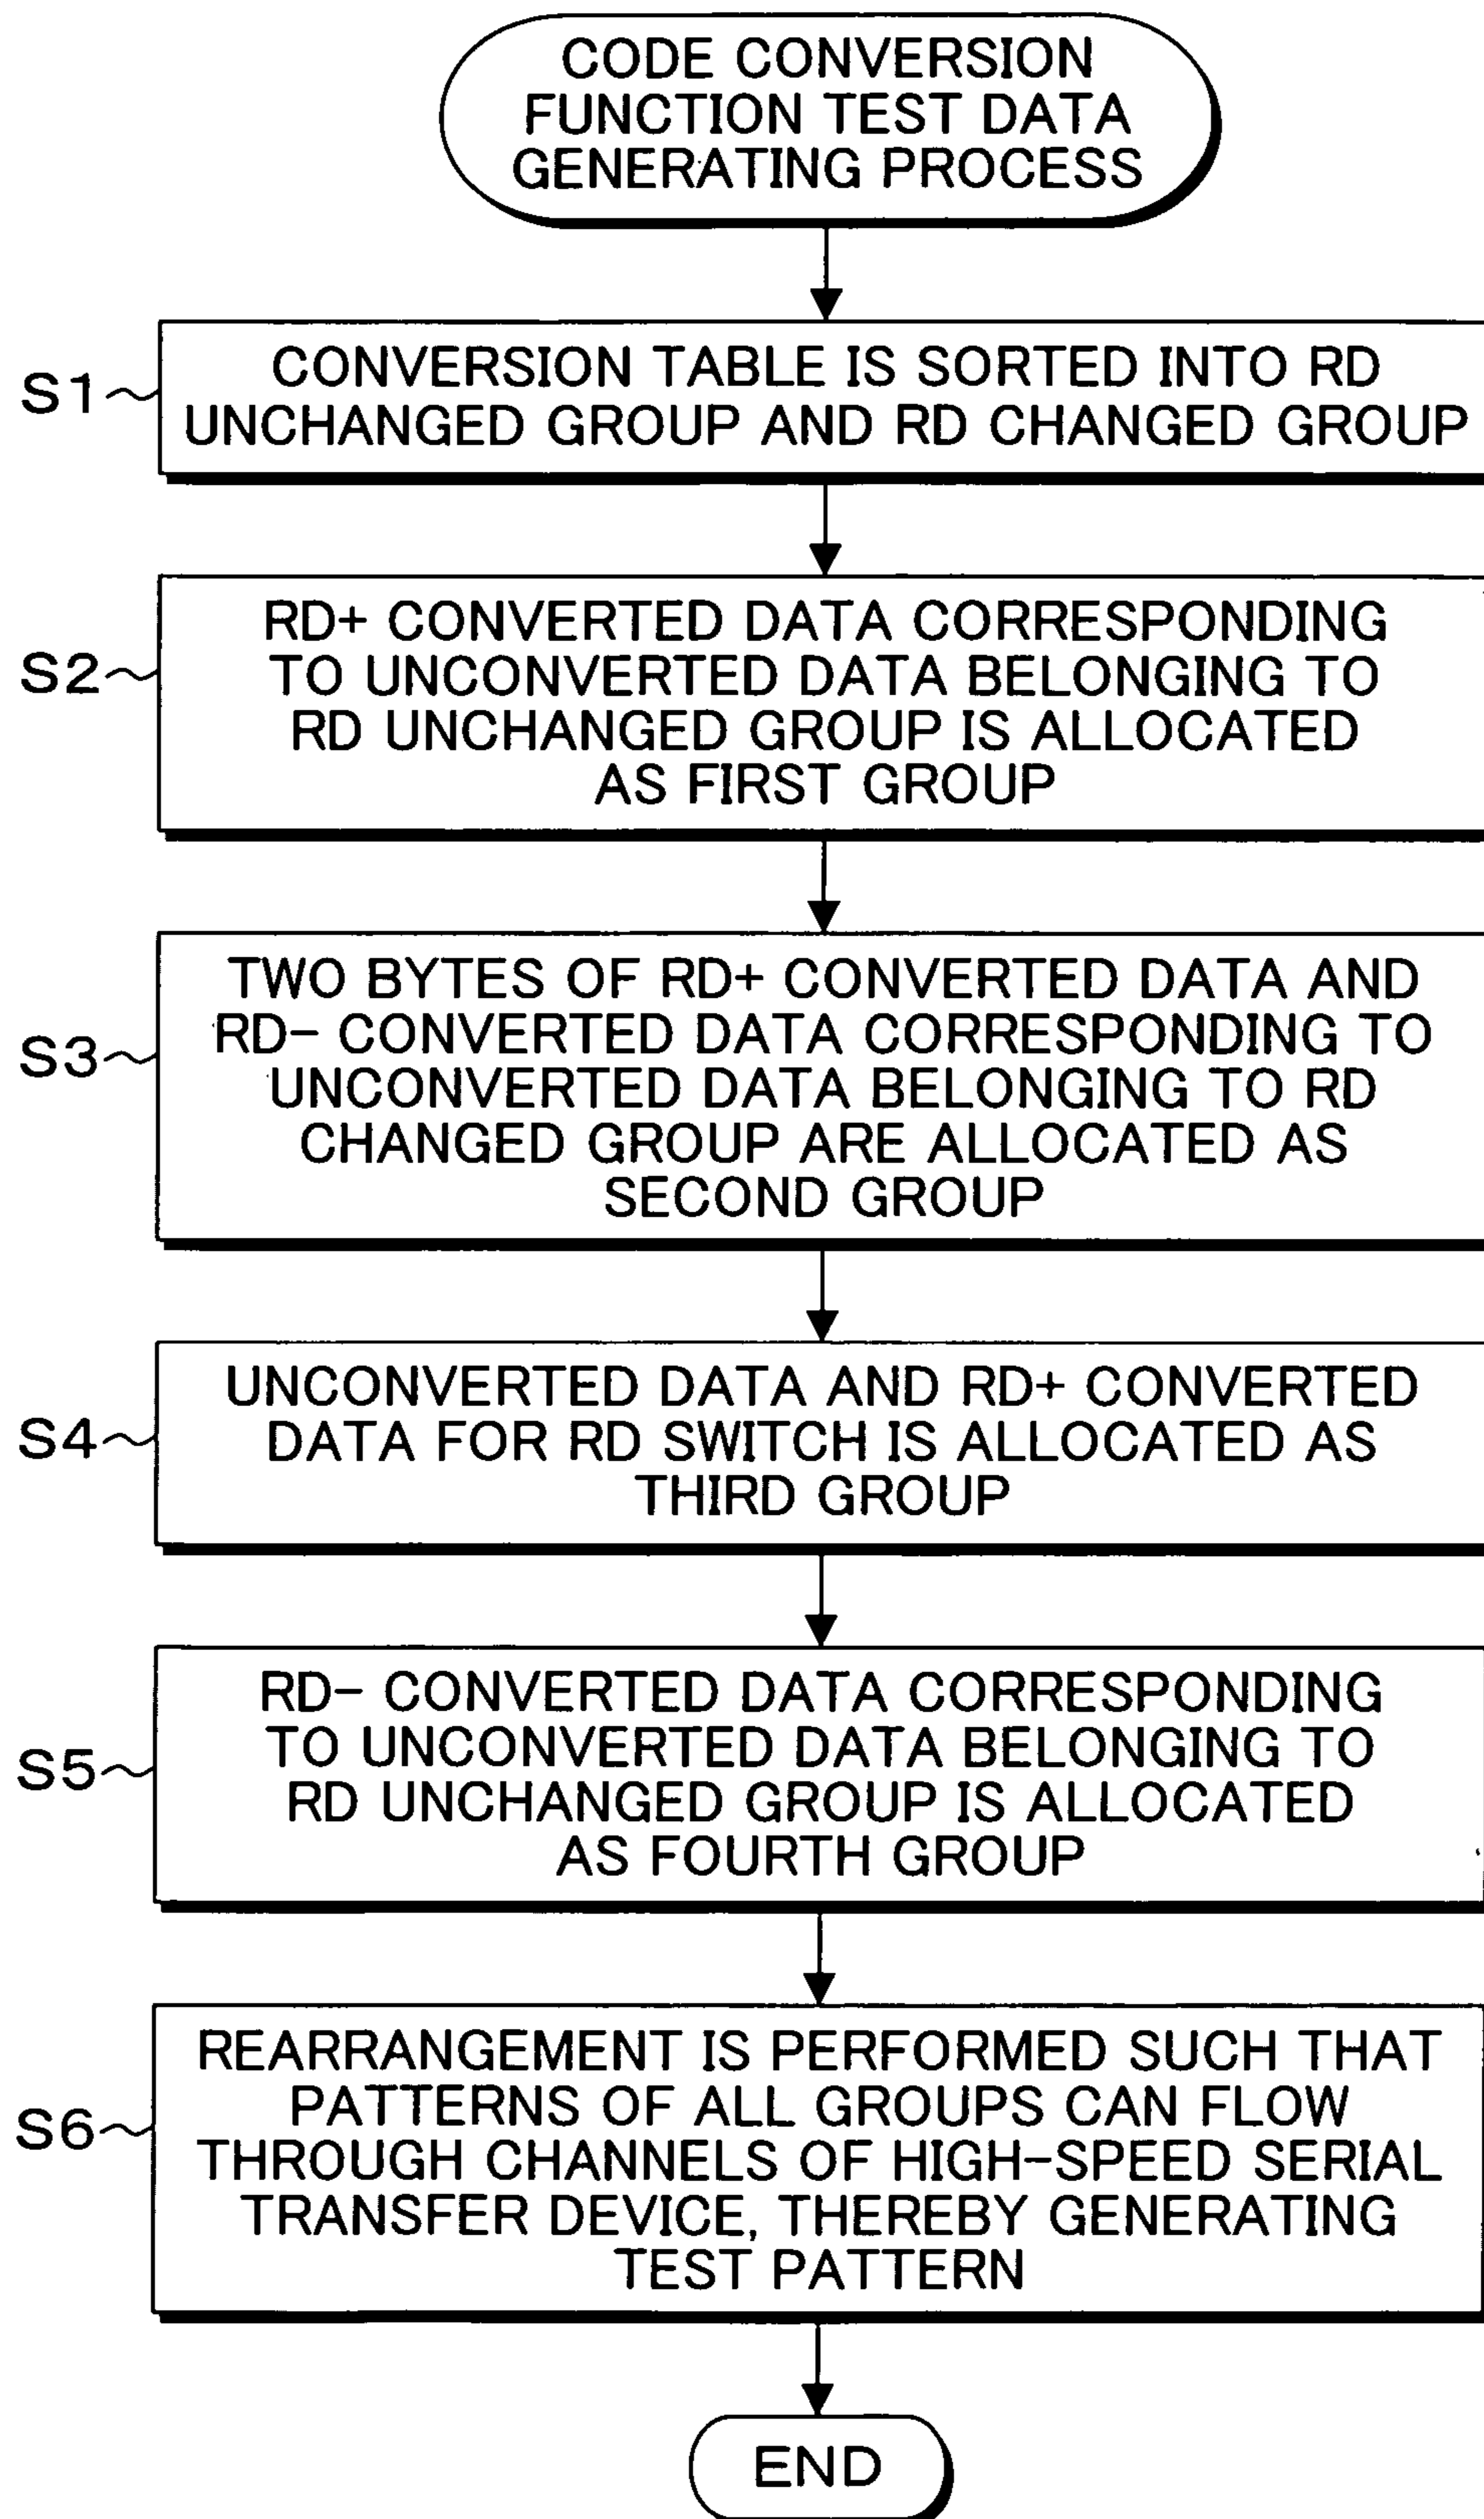 CODE CONVERSION
FUNCTION TEST DATA
GENERATING PROCESS
S1
CONVERSION TABLE IS SORTED INTO RD
UNCHANGED GROUP AND RD CHANGED GROUP
S2
RD+ CONVERTED DATA CORRESPONDING
TO UNCONVERTED DATA BELONGING TO
RD UNCHANGED GROUP IS ALLOCATED
AS FIRST GROUP
S3
TWO BYTES OF RD+ CONVERTED DATA AND
RD− CONVERTED DATA CORRESPONDING TO
UNCONVERTED DATA BELONGING TO RD
CHANGED GROUP ARE ALLOCATED AS
SECOND GROUP
S4
UNCONVERTED DATA AND RD+ CONVERTED
DATA FOR RD SWITCH IS ALLOCATED AS
THIRD GROUP
S5
RD− CONVERTED DATA CORRESPONDING
TO UNCONVERTED DATA BELONGING TO
RD UNCHANGED GROUP IS ALLOCATED
AS FOURTH GROUP
S6
REARRANGEMENT IS PERFORMED SUCH THAT
PATTERNS OF ALL GROUPS CAN FLOW
THROUGH CHANNELS OF HIGH-SPEED SERIAL
TRANSFER DEVICE, THEREBY GENERATING
TEST PATTERN
END